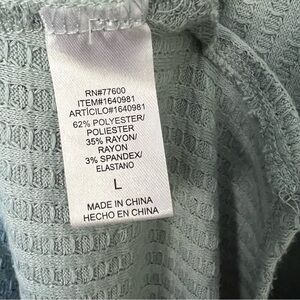 RN#77600
ITEM#1640981
ARTÍCILO#1640981
62% POLYESTER/
POLIESTER
35% RAYON/
RAYON
3% SPANDEX/
ELASTANO
L
MADE IN CHINA
HECHO EN CHINA